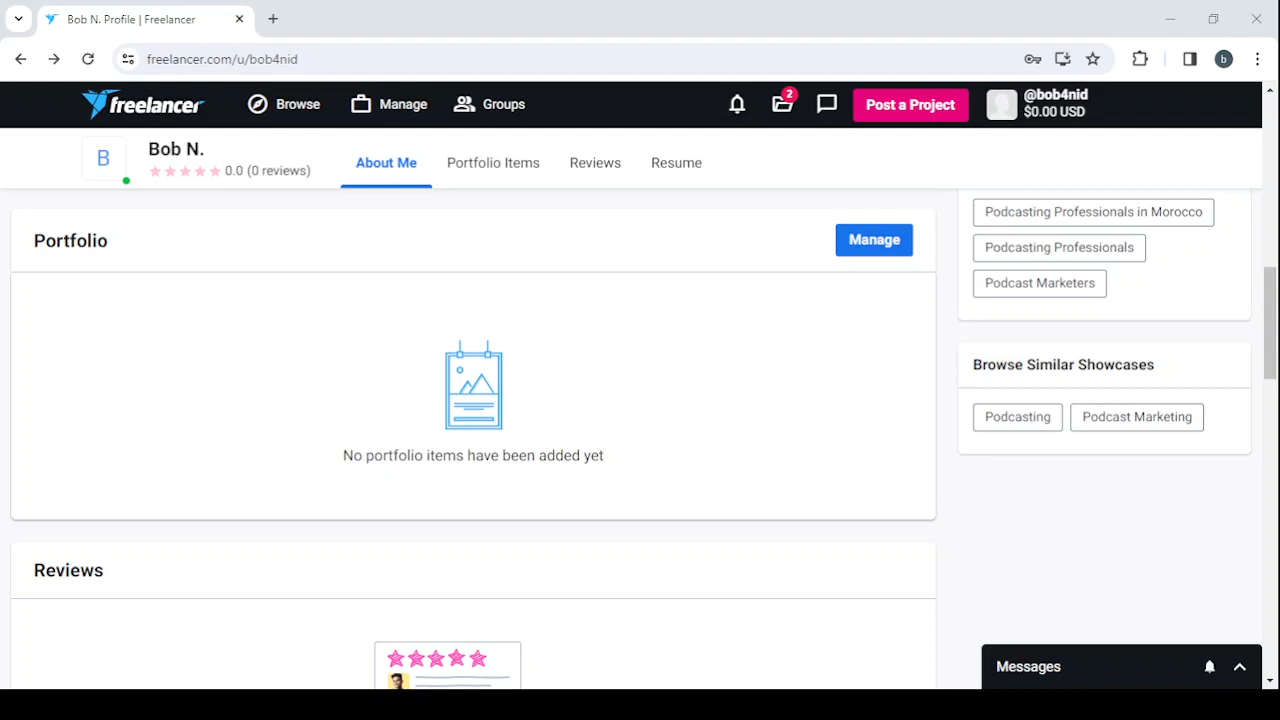 Bob N. Profile | Freelancer
freelancer.com/u/bob4nid
b
freelancer
Browse
Manage
Groups
2
Post a Project
@bob4nid
$0.00 USD
B
Bob N.
0.0 (0 reviews)
About Me
Portfolio Items
Reviews
Resume
Portfolio
Manage
No portfolio items have been added yet
Reviews
Podcasting Professionals in Morocco
Podcasting Professionals
Podcast Marketers
Browse Similar Showcases
Podcasting
Podcast Marketing
Messages